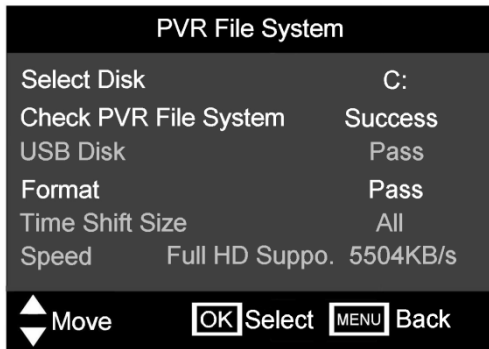 PVR File System
Select Disk C:
Check PVR File System Success
USB Disk Pass
Format Pass
Time Shift Size All
Speed Full HD Suppo. 5504KB/s
Move OK Select MENU Back